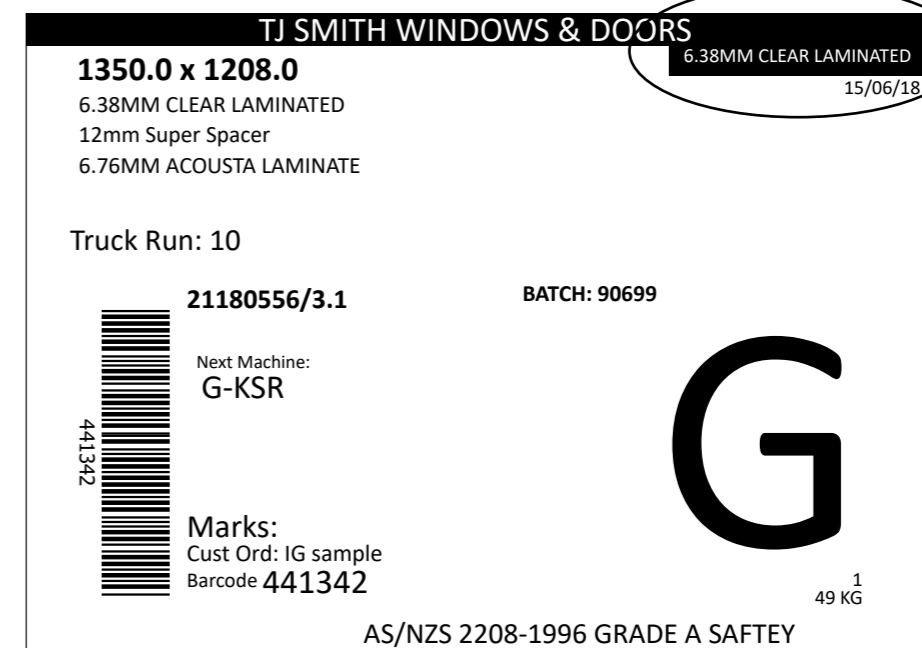 TJ SMITH WINDOWS & DOORS
6.38MM CLEAR LAMINATED
15/06/18
1350.0 x 1208.0
6.38MM CLEAR LAMINATED
12mm Super Spacer
6.76MM ACOUSTA LAMINATE
Truck Run: 10
21180556/3.1
BATCH: 90699
Next Machine:
G-KSR
G
441342
Marks:
Cust Ord: IG sample
Barcode 441342
1
49 KG
AS/NZS 2208-1996 GRADE A SAFTEY